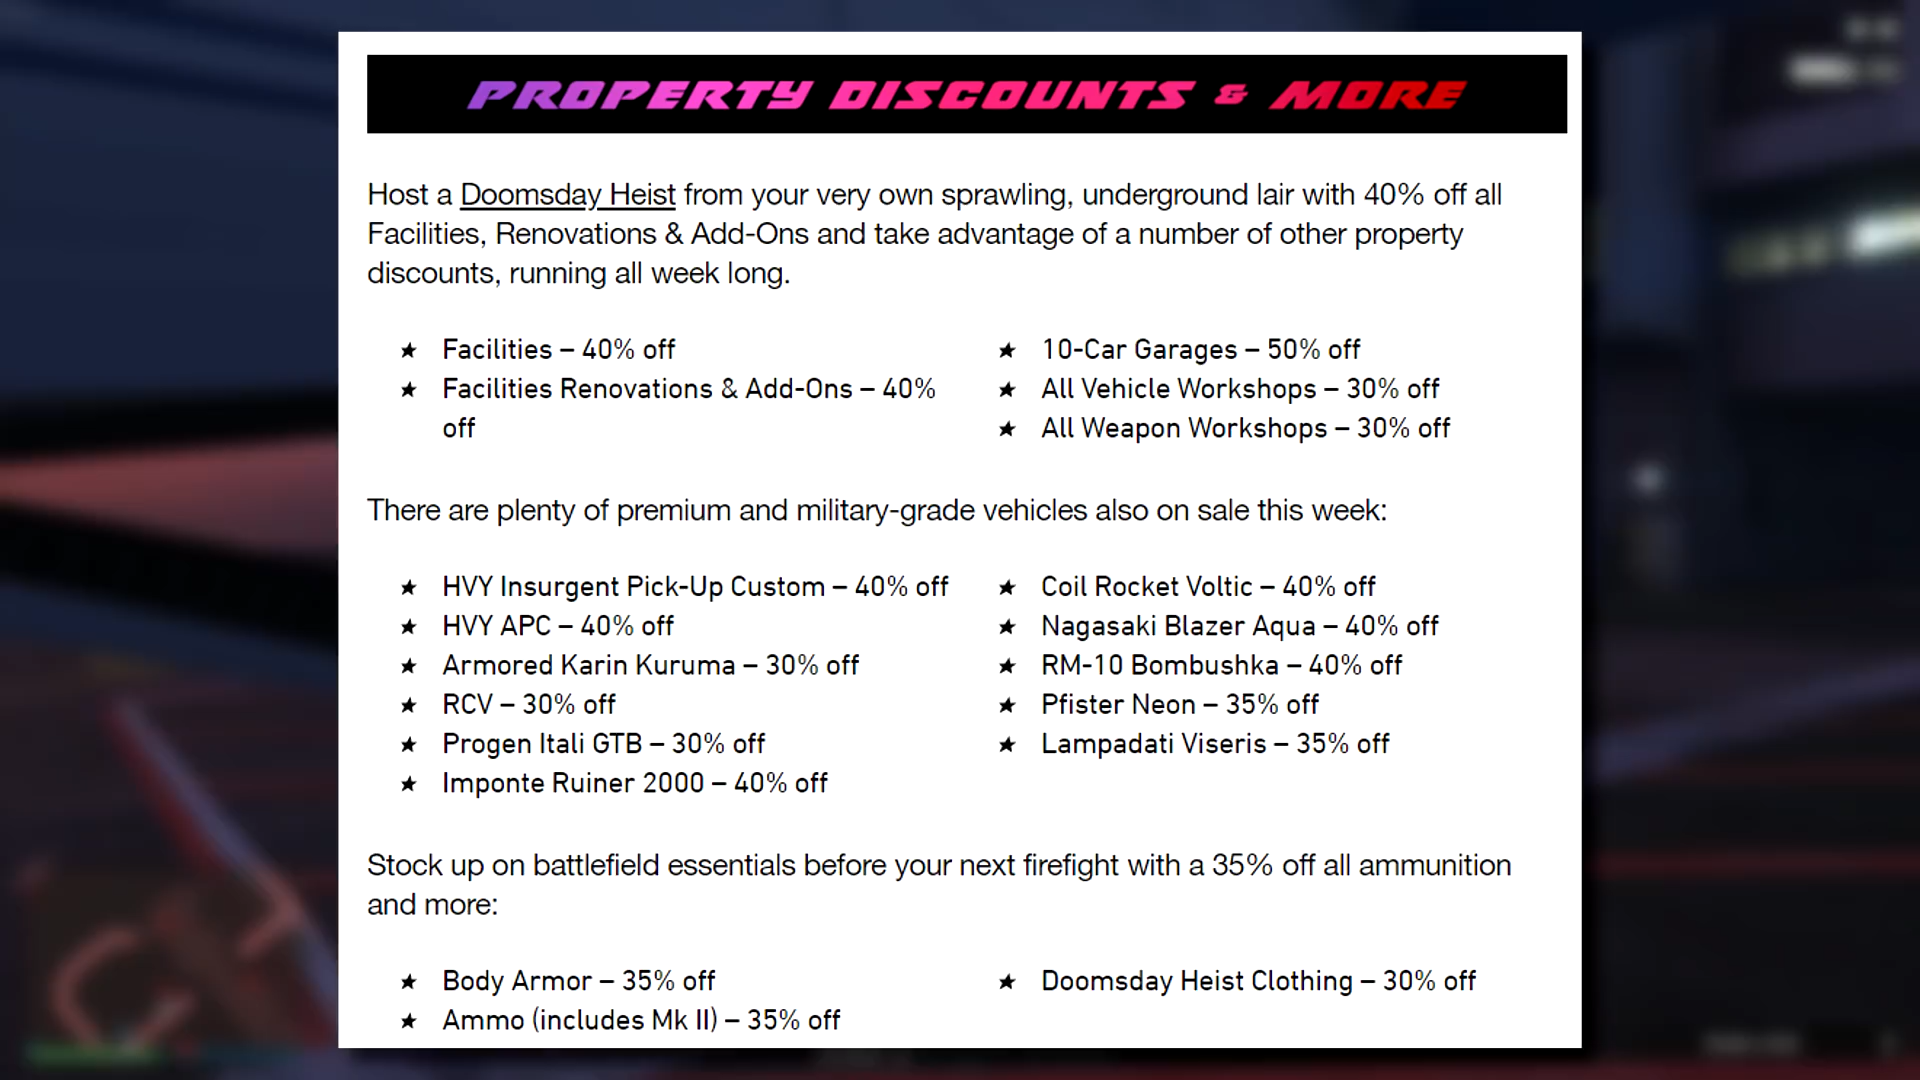 PROPERTY DISCOUNTS & MORE
Host a Doomsday Heist from your very own sprawling, underground lair with 40% off all
Facilities, Renovations & Add-Ons and take advantage of a number of other property
discounts, running all week long.
★ Facilities – 40% off
★ Facilities Renovations & Add-Ons – 40%
off
★ 10-Car Garages – 50% off
★ All Vehicle Workshops – 30% off
★ All Weapon Workshops – 30% off
There are plenty of premium and military-grade vehicles also on sale this week:
★ HVY Insurgent Pick-Up Custom – 40% off
★ HVY APC – 40% off
★ Armored Karin Kuruma – 30% off
★ RCV – 30% off
★ Progen Itali GTB – 30% off
★ Imponte Ruiner 2000 – 40% off
★ Coil Rocket Voltic – 40% off
★ Nagasaki Blazer Aqua – 40% off
★ RM-10 Bombushka – 40% off
★ Pfister Neon – 35% off
★ Lampadati Viseris – 35% off
Stock up on battlefield essentials before your next firefight with a 35% off all ammunition
and more:
★ Body Armor – 35% off
★ Ammo (includes Mk II) – 35% off
★ Doomsday Heist Clothing – 30% off